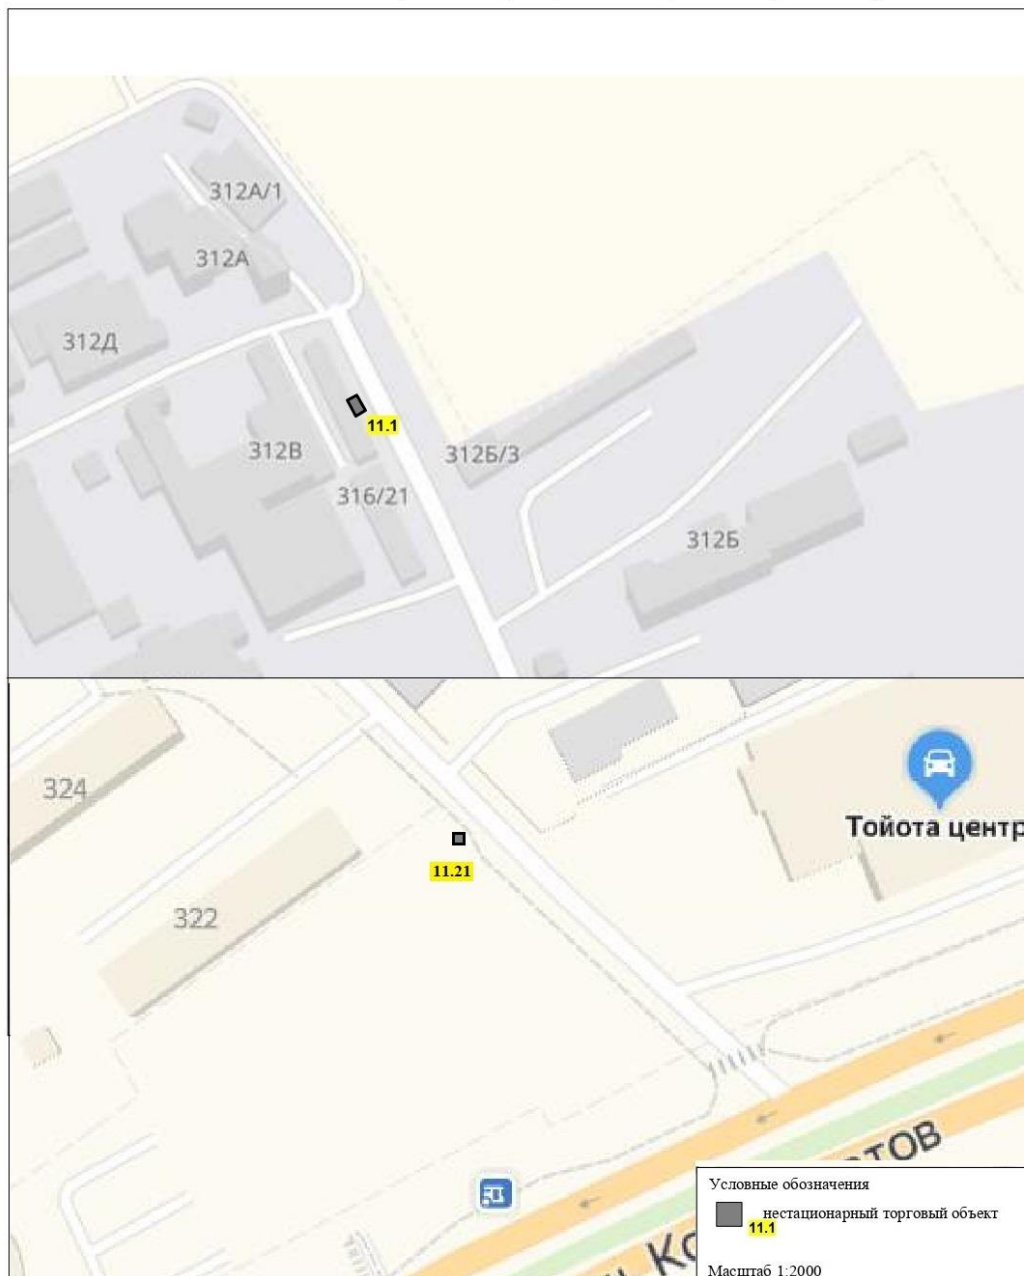 312А/1
312А
312Д
11.1
312В
312Б/3
316/21
312Б
324
Тойота центр
11.21
322
Условные обозначения
нестационарный торговый объект
11.1
Масштаб 1:2000